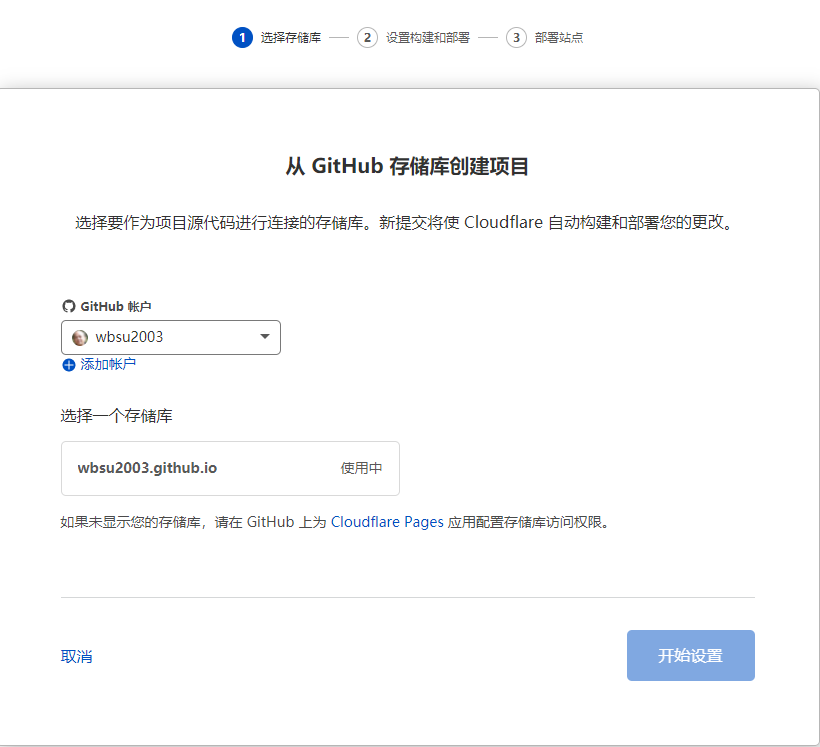 1 选择存储库 2 设置构建和部署 3 部署站点
从 GitHub 存储库创建项目
选择要作为项目源代码进行连接的存储库。新提交将使 Cloudflare 自动构建和部署您的更改。
GitHub 帐户
wbsu2003
添加帐户
选择一个存储库
wbsu2003.github.io 使用中
如果未显示您的存储库，请在 GitHub 上为 Cloudflare Pages 应用配置存储库访问权限。
取消 开始设置